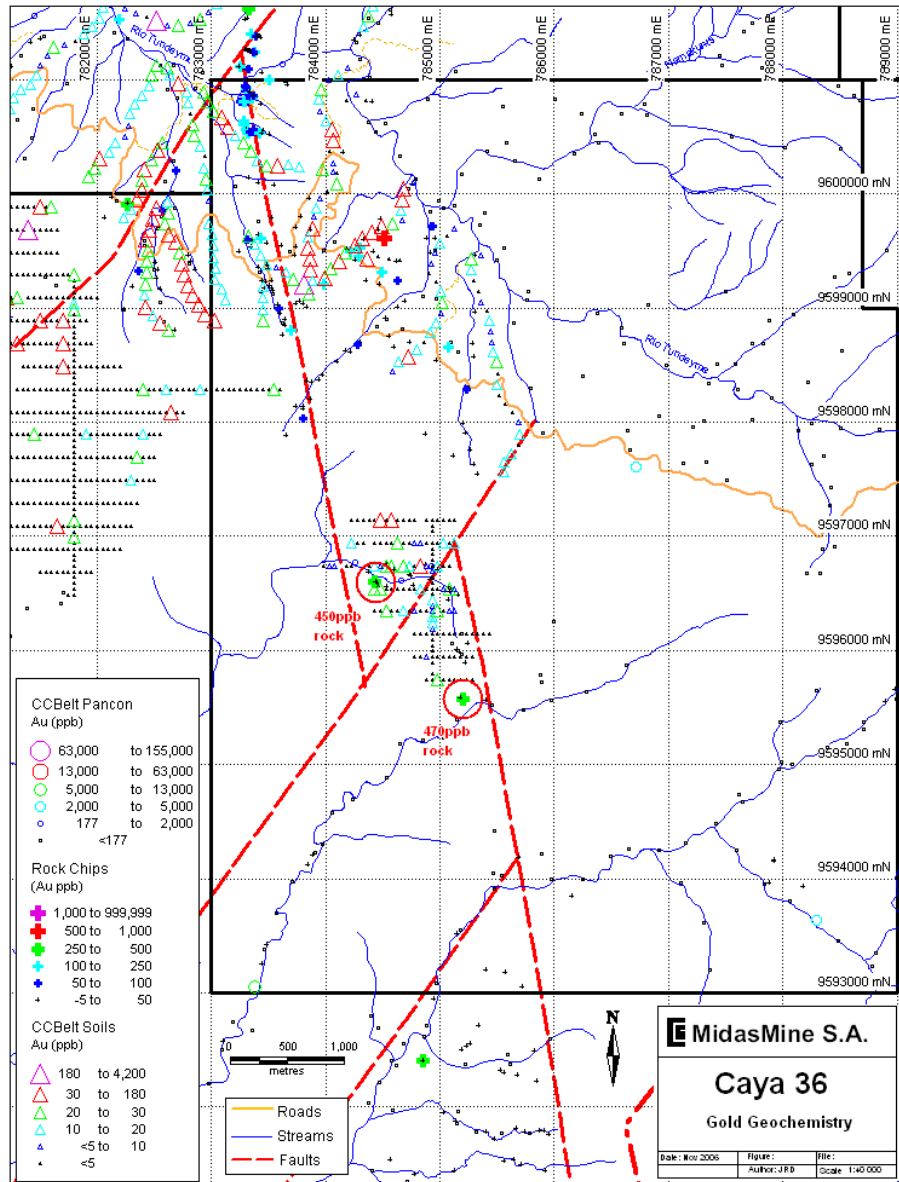 782000 mE
783000 mE
784000 mE
785000 mE
786000 mE
787000 mE
788000 mE
789000 mE
Rio Tundeyme
9600000 mN
9599000 mN
Rio Tundeyme
9598000 mN
9597000 mN
450ppb
rock
9596000 mN
470ppb
rock
9595000 mN
9594000 mN
9593000 mN
CCBelt Pancon
Au (ppb)
63,000 to 155,000
13,000 to 63,000
5,000 to 13,000
2,000 to 5,000
177 to 2,000
<177
Rock Chips
(Au ppb)
1,000 to 999,999
500 to 1,000
250 to 500
100 to 250
50 to 100
-5 to 50
CCBelt Soils
Au (ppb)
180 to 4,200
30 to 180
20 to 30
10 to 20
<5 to 10
<5
0 500 1,000
metres
N
Roads
Streams
Faults
MidasMine S.A.
Caya 36
Gold Geochemistry
Date: Nov 2006 Figure: File:
Author: JRD Scale 1:40 000